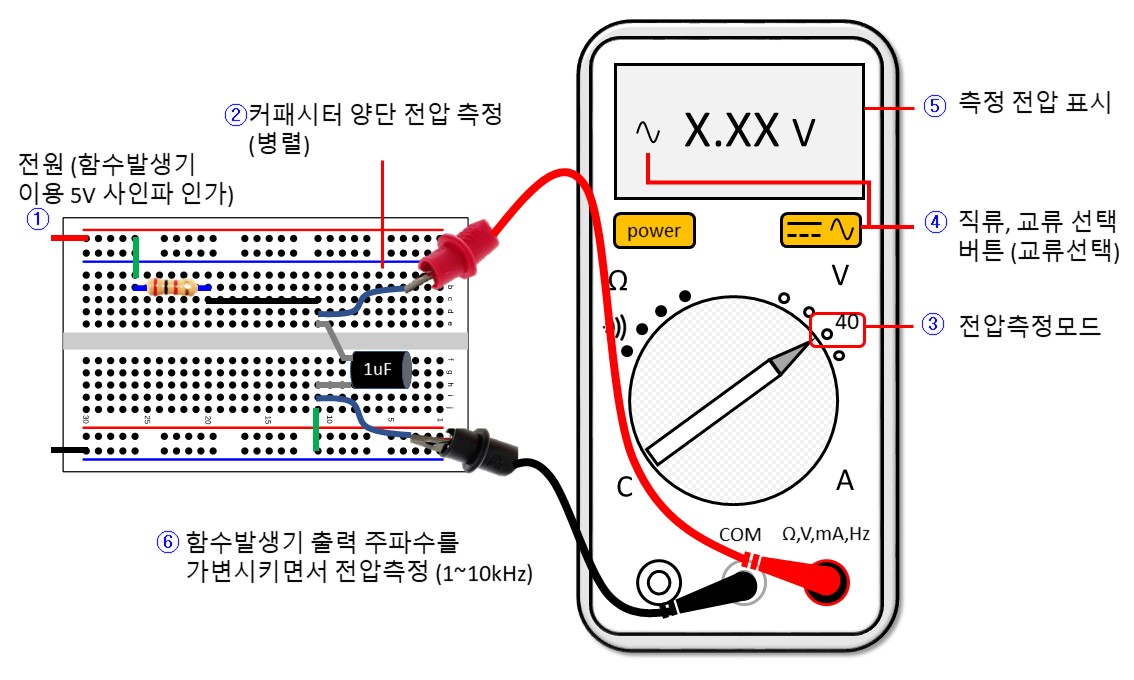 ②커패시터 양단 전압 측정
(병렬)
전원 (함수발생기
이용 5V 사인파 인가)
①
X.XX V
⑤ 측정 전압 표시
power
④ 직류, 교류 선택
버튼 (교류선택)
Ω
V
40
③ 전압측정모드
b
c
d
e
1uF
f
g
h
i
j
30
25
20
15
10
5
1
C
A
COM
Ω,V,mA,Hz
⑥ 함수발생기 출력 주파수를
가변시키면서 전압측정 (1~10kHz)